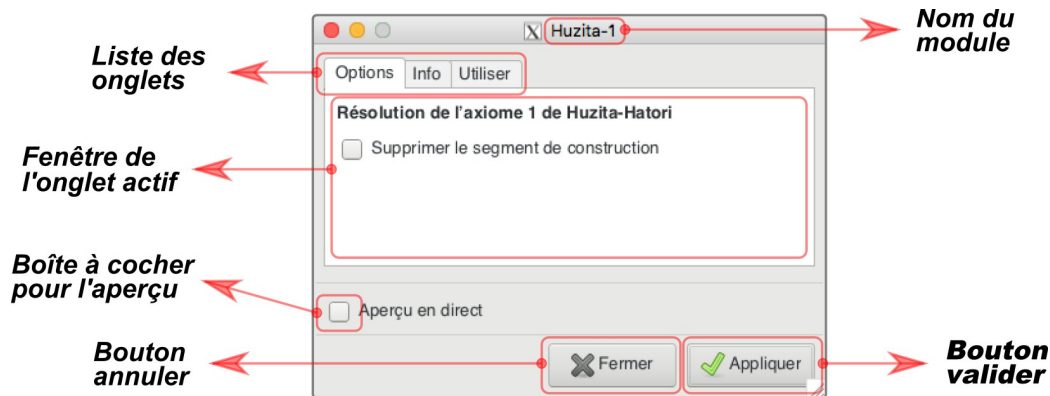 Nom du
module
Huzita-1
Liste des
onglets
Options Info Utiliser
Résolution de l'axiome 1 de Huzita-Hatori
Supprimer le segment de construction
Fenêtre de
l'onglet actif
Boîte à cocher
pour l'aperçu
Aperçu en direct
Bouton
annuler
Fermer Appliquer
Bouton
valider